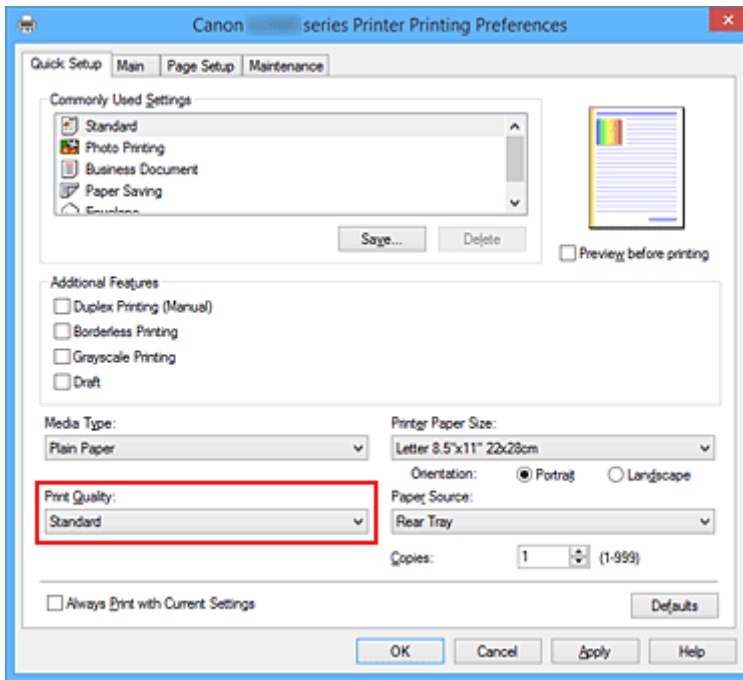 Canon series Printer Printing Preferences
Quick Setup Main Page Setup Maintenance
Commonly Used Settings
Standard
Photo Printing
Business Document
Paper Saving
Envelope
Save... Delete
Preview before printing
Additional Features
Duplex Printing (Manual)
Borderless Printing
Grayscale Printing
Draft
Media Type: Printer Paper Size:
Plain Paper Letter 8.5"x11" 22x28cm
Orientation: Portrait Landscape
Print Quality: Paper Source:
Standard Rear Tray
Copies: 1 (1-999)
Always Print with Current Settings Defaults
OK Cancel Apply Help